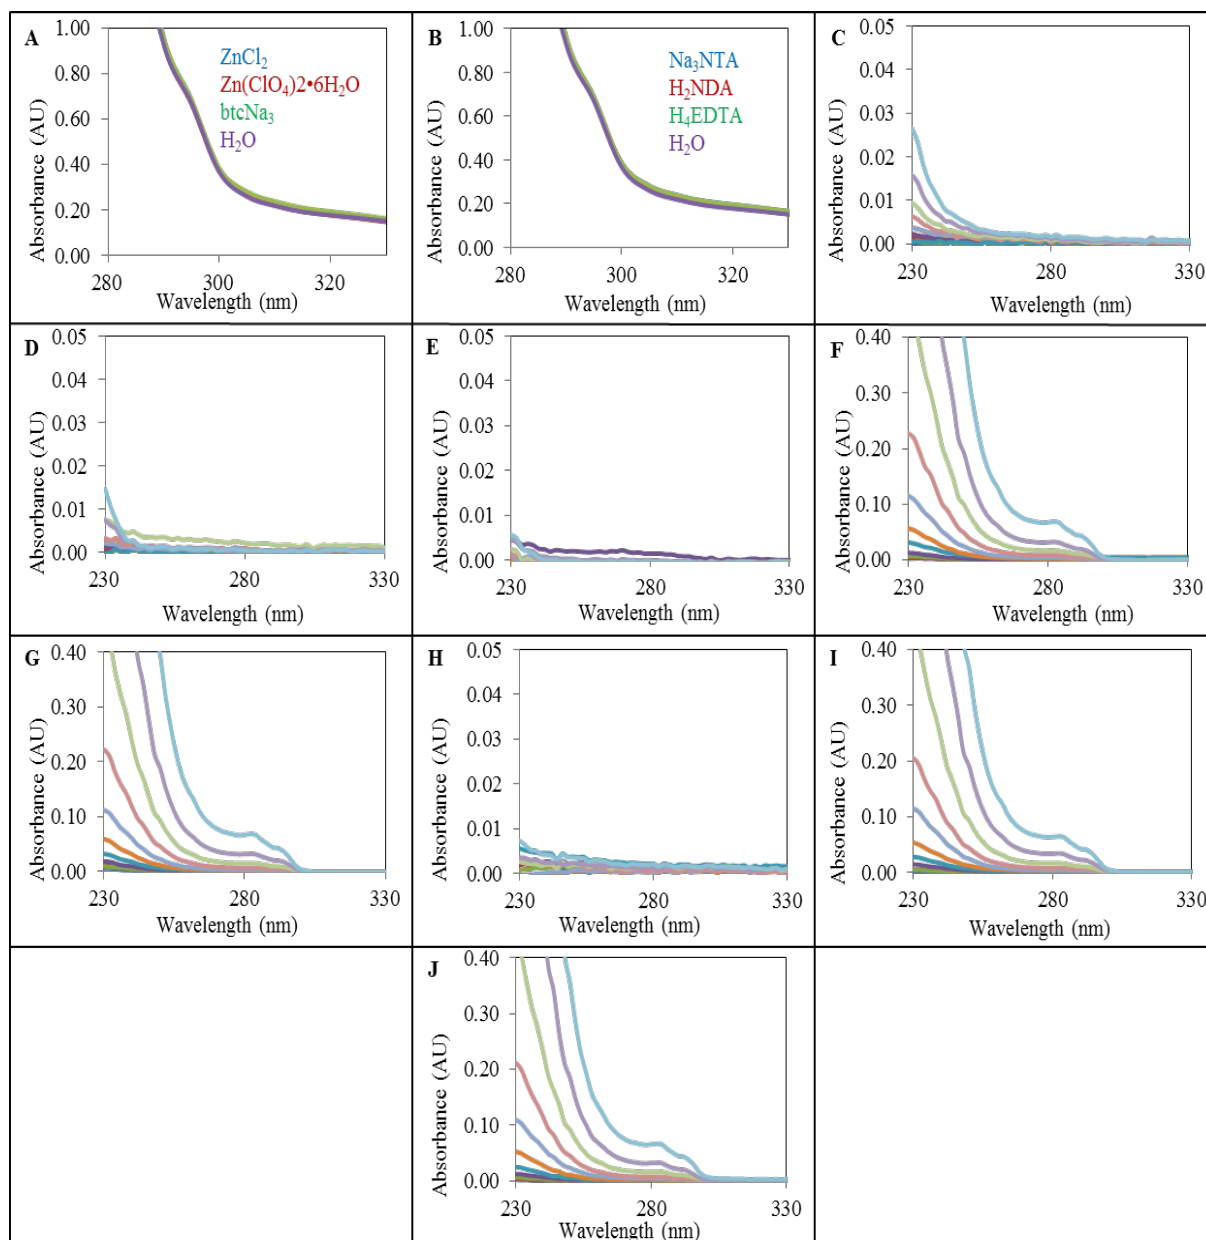 A
1.00
0.80
0.60
0.40
0.20
0.00
280
300
320
Absorbance (AU)
Wavelength (nm)
ZnCl₂
Zn(ClO₄)2•6H₂O
btcNa₃
H₂O
B
1.00
0.80
0.60
0.40
0.20
0.00
280
300
320
Absorbance (AU)
Wavelength (nm)
Na₃NTA
H₂NDA
H₄EDTA
H₂O
C
0.05
0.04
0.03
0.02
0.01
0.00
230
280
330
Absorbance (AU)
Wavelength (nm)
D
0.05
0.04
0.03
0.02
0.01
0.00
230
280
330
Absorbance (AU)
Wavelength (nm)
E
0.05
0.04
0.03
0.02
0.01
0.00
230
280
330
Absorbance (AU)
Wavelength (nm)
F
0.40
0.30
0.20
0.10
0.00
230
280
330
Absorbance (AU)
Wavelength (nm)
G
0.40
0.30
0.20
0.10
0.00
230
280
330
Absorbance (AU)
Wavelength (nm)
H
0.05
0.04
0.03
0.02
0.01
0.00
230
280
330
Absorbance (AU)
Wavelength (nm)
I
0.40
0.30
0.20
0.10
0.00
230
280
330
Absorbance (AU)
Wavelength (nm)
J
0.40
0.30
0.20
0.10
0.00
230
280
330
Absorbance (AU)
Wavelength (nm)